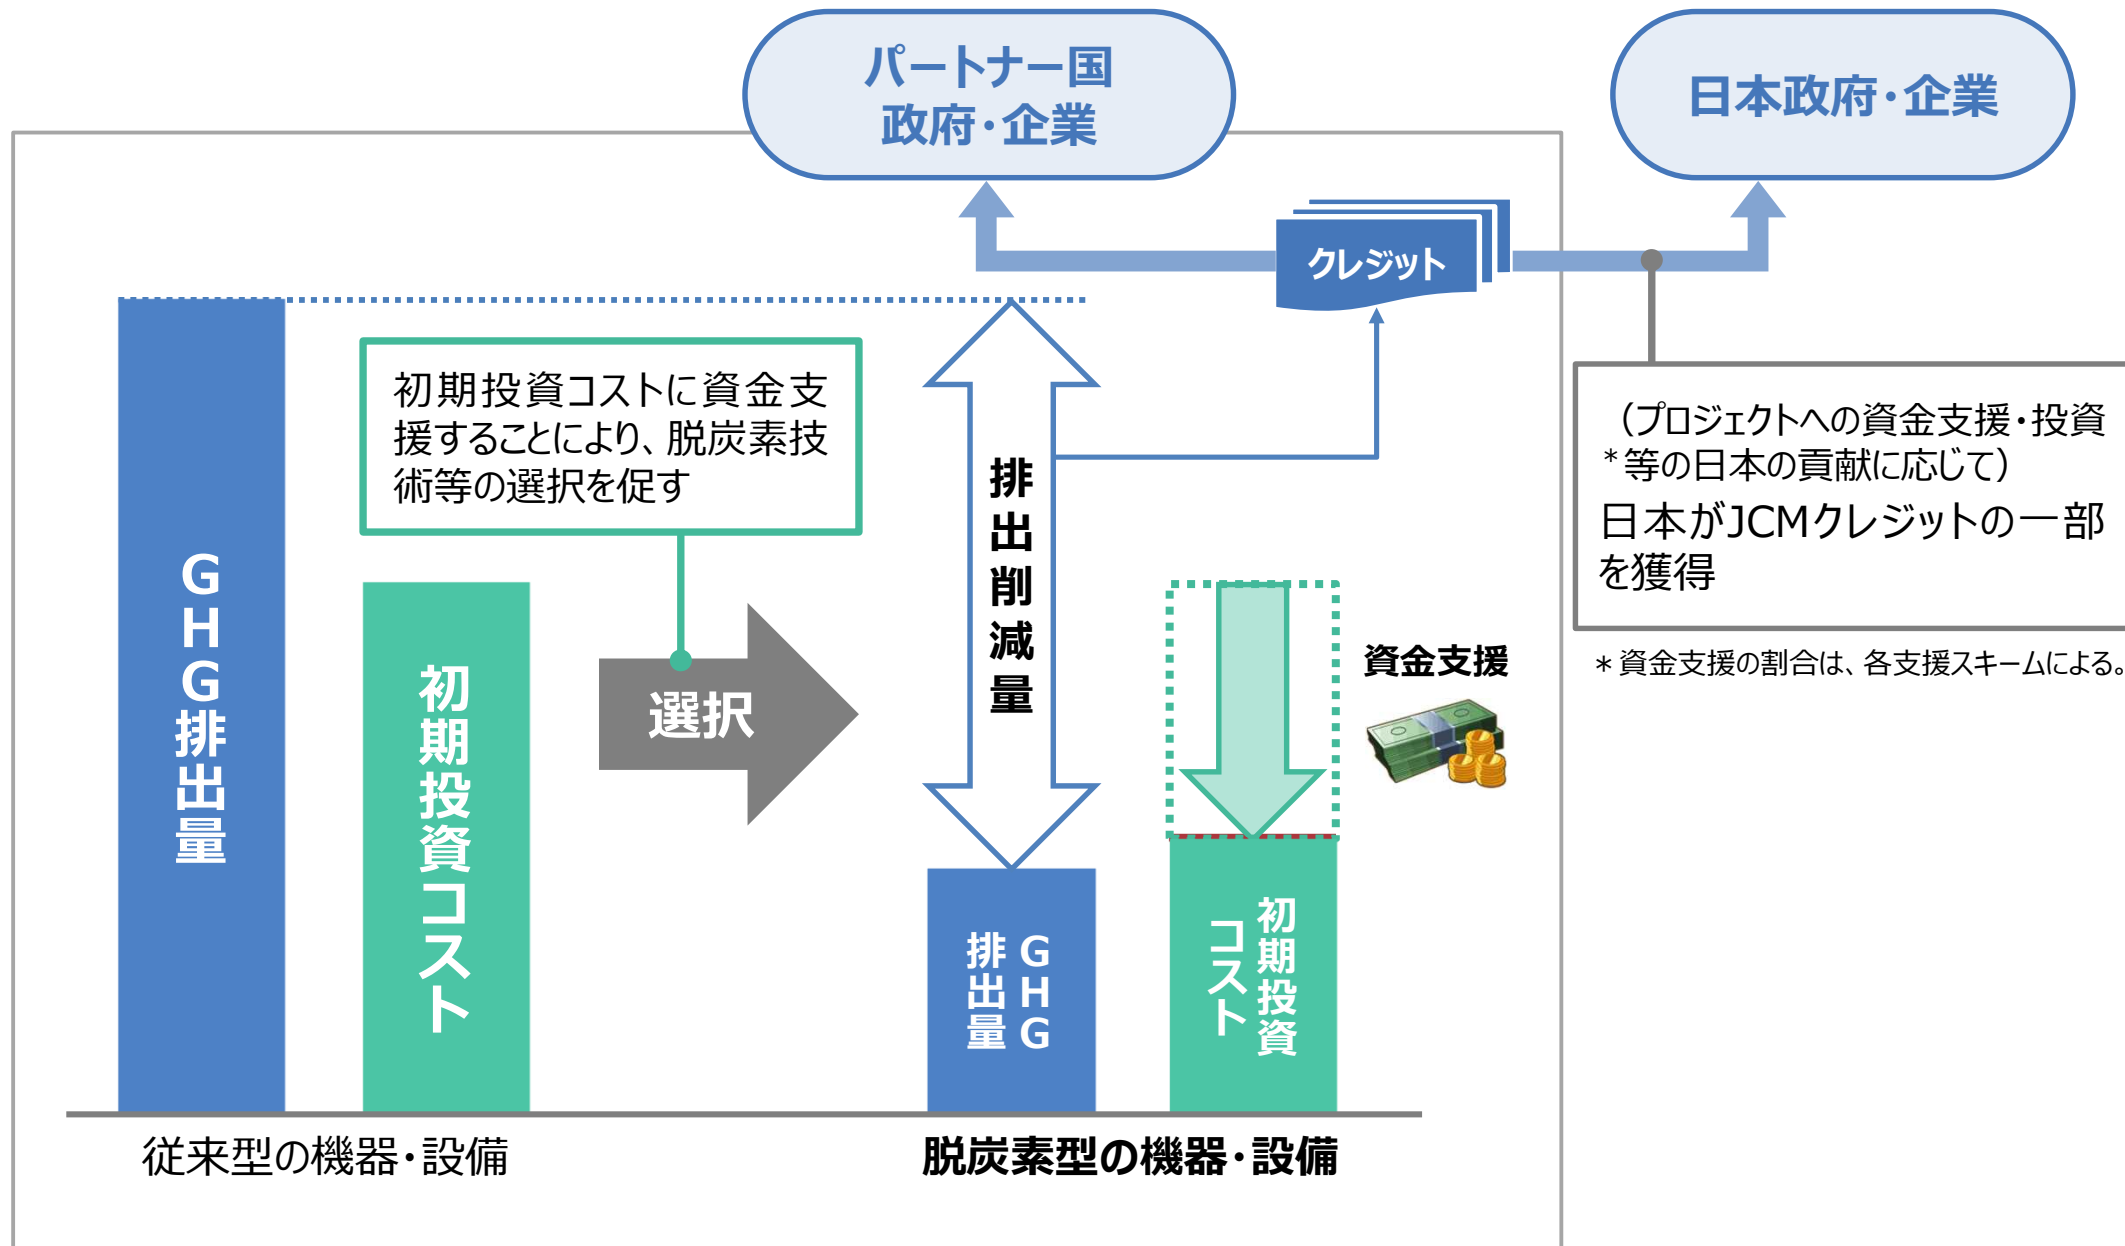 パートナー国
政府・企業
日本政府・企業
クレジット
初期投資コストに資金支
援することにより、脱炭素技
術等の選択を促す
(プロジェクトへの資金支援・投資
*等の日本の貢献に応じて)
日本がJCMクレジットの一部
を獲得
*資金支援の割合は、各支援スキームによる。
GHG排出量
初期投資コスト
選択
排出削減量
資金支援
GHG
排出量
初期投資
コスト
従来型の機器・設備
脱炭素型の機器・設備